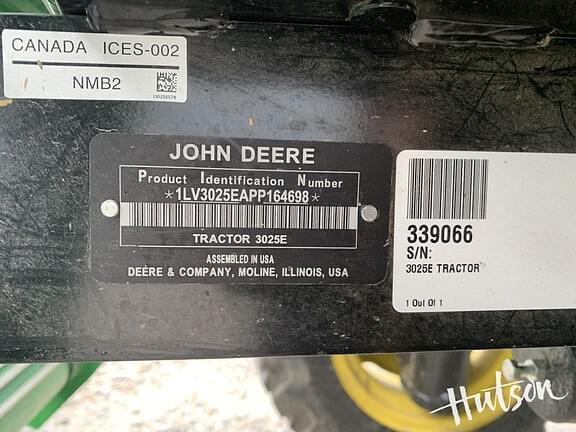 CANADA ICES-002
NMB2
JOHN DEERE
Product Identification Number
*1LV3025EAPP164698*
TRACTOR 3025E
ASSEMBLED IN USA
DEERE & COMPANY, MOLINE, ILLINOIS, USA
339066
S/N:
3025E TRACTOR
1 Out Of 1
Hutson